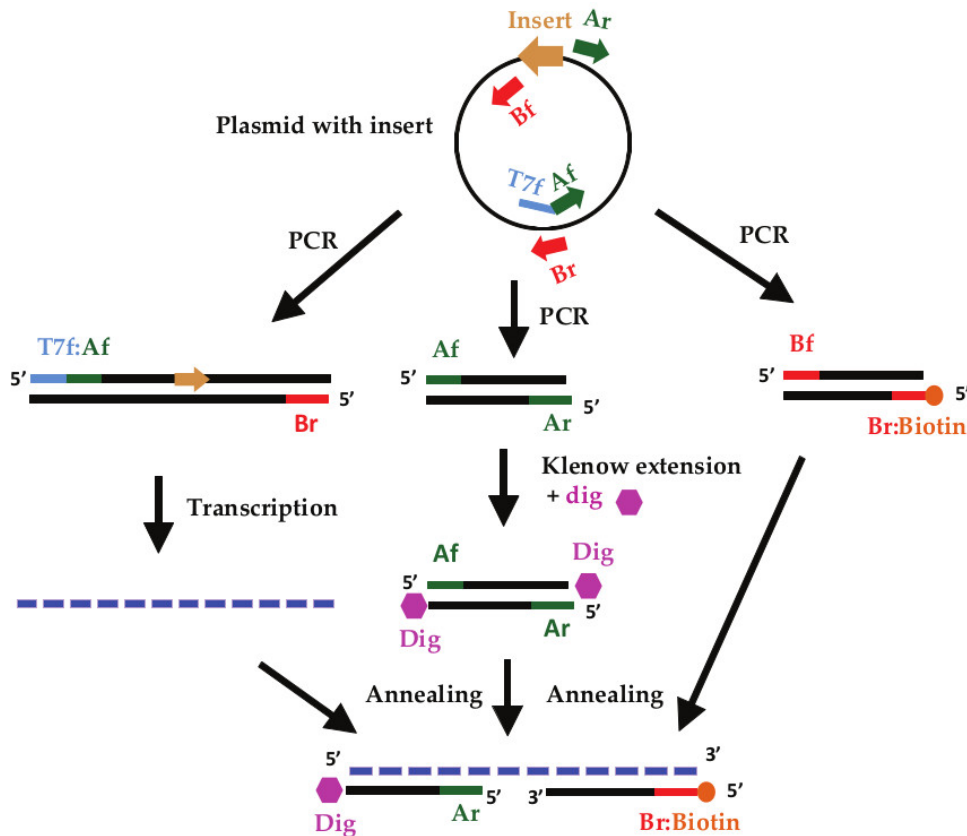 Insert
Ar
Bf
Plasmid with insert
T7f
Af
Br
PCR
PCR
PCR
T7f:Af
5’
5’
Br
Af
5’
5’
Ar
Bf
5’
5’
Br:Biotin
Transcription
Klenow extension
+ dig
Af
Dig
5’
5’
Dig
Ar
Annealing
Annealing
5’
3’
Dig
Ar
5’
3’
5’
Br:Biotin